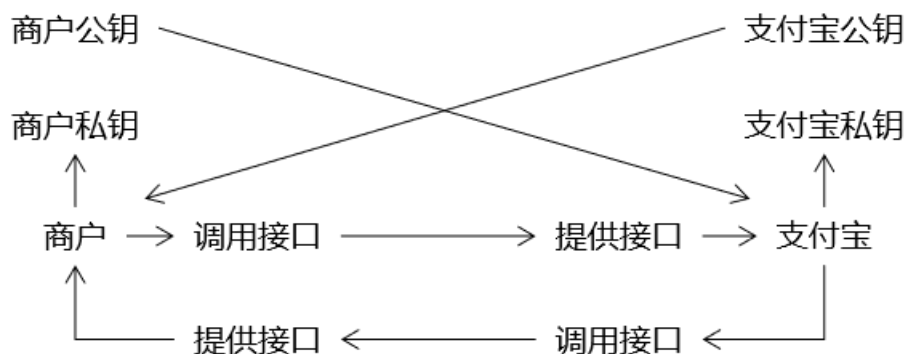 商户公钥 支付宝公钥
商户私钥 支付宝私钥
商户 调用接口 提供接口 支付宝
提供接口 调用接口